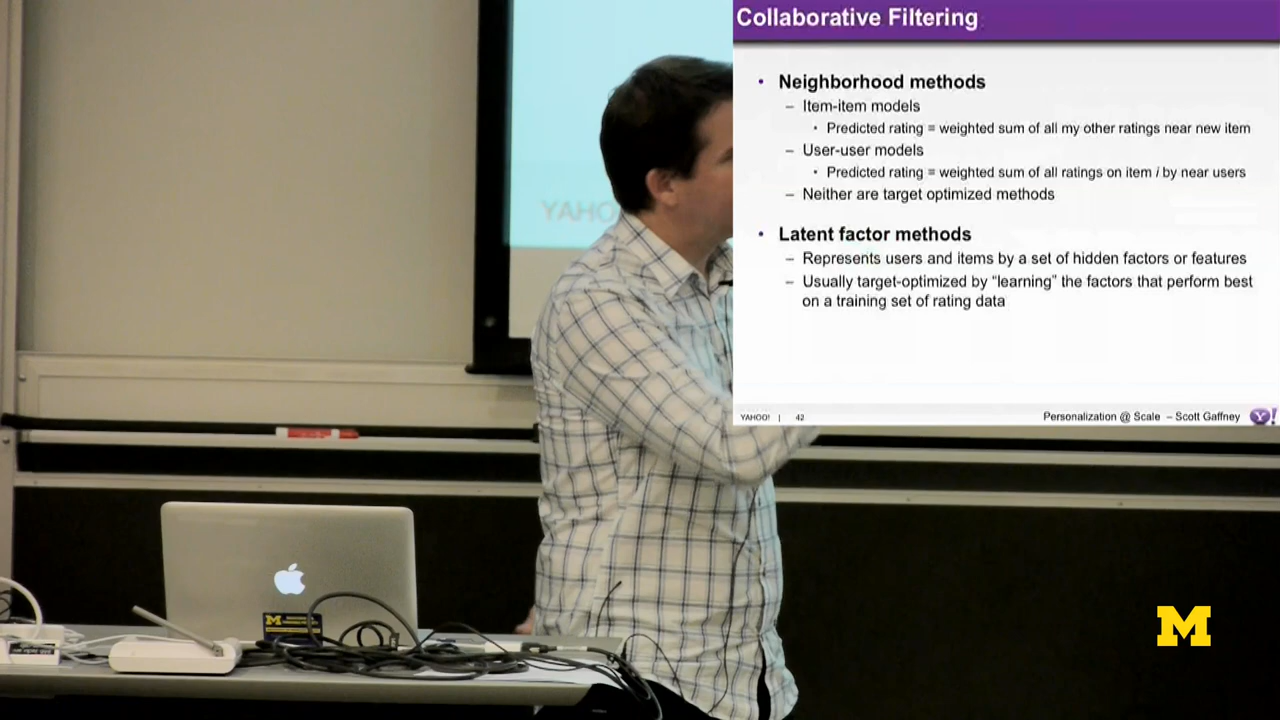 Collaborative Filtering
• Neighborhood methods
– Item-item models
• Predicted rating = weighted sum of all my other ratings near new item
– User-user models
• Predicted rating = weighted sum of all ratings on item i by near users
– Neither are target optimized methods
• Latent factor methods
– Represents users and items by a set of hidden factors or features
– Usually target-optimized by “learning” the factors that perform best
on a training set of rating data
YAHOO! | 42
Personalization @ Scale – Scott Gaffney
Y!
YAHO
M
M